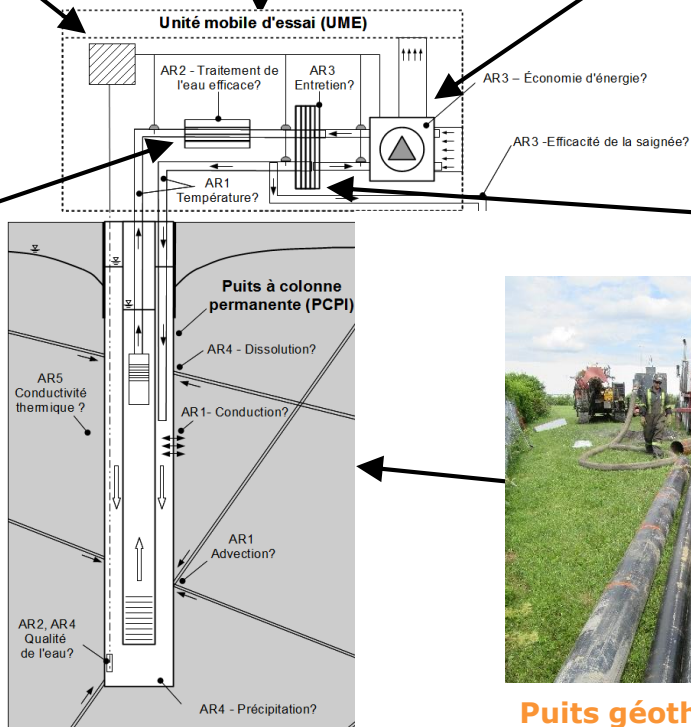 Unité mobile d'essai (UME)
AR2 - Traitement de
l'eau efficace?
AR3
Entretien?
AR3 – Économie d'énergie?
AR3 -Efficacité de la saignée?
AR1
Température?
Puits à colonne
permanente (PCPI)
AR4 - Dissolution?
AR5
Conductivité
thermique ?
AR1- Conduction?
AR1
Advection?
AR2, AR4
Qualité
de l'eau?
AR4 - Précipitation?
Puits géoth